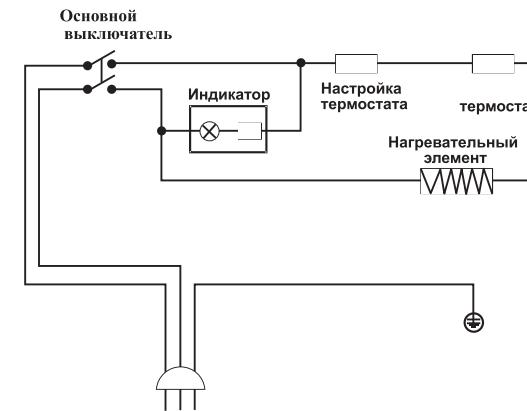 Основной
выключатель
Индикатор
Настройка
термостата
Нагревательный
элемент